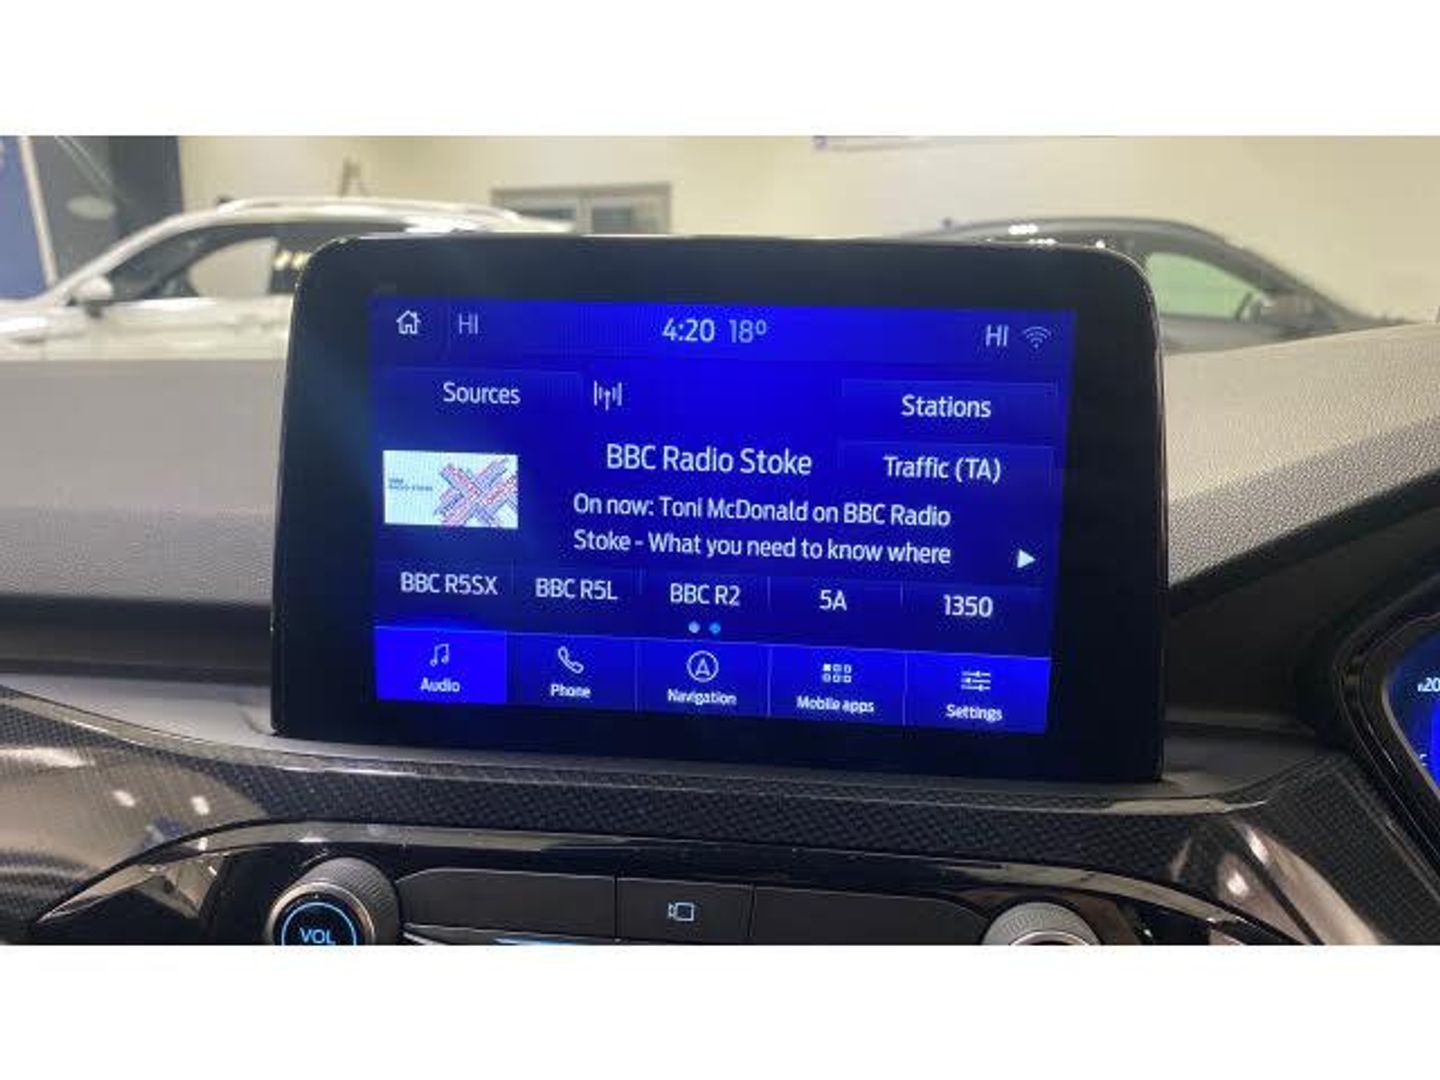 HI 4:20 18° HI
Sources Stations
BBC Radio Stoke
Traffic (TA)
On now: Toni McDonald on BBC Radio
Stoke - What you need to know where
BBC R5SX BBC R5L BBC R2 5A 1350
Audio Phone Navigation Mobile apps Settings
VOL